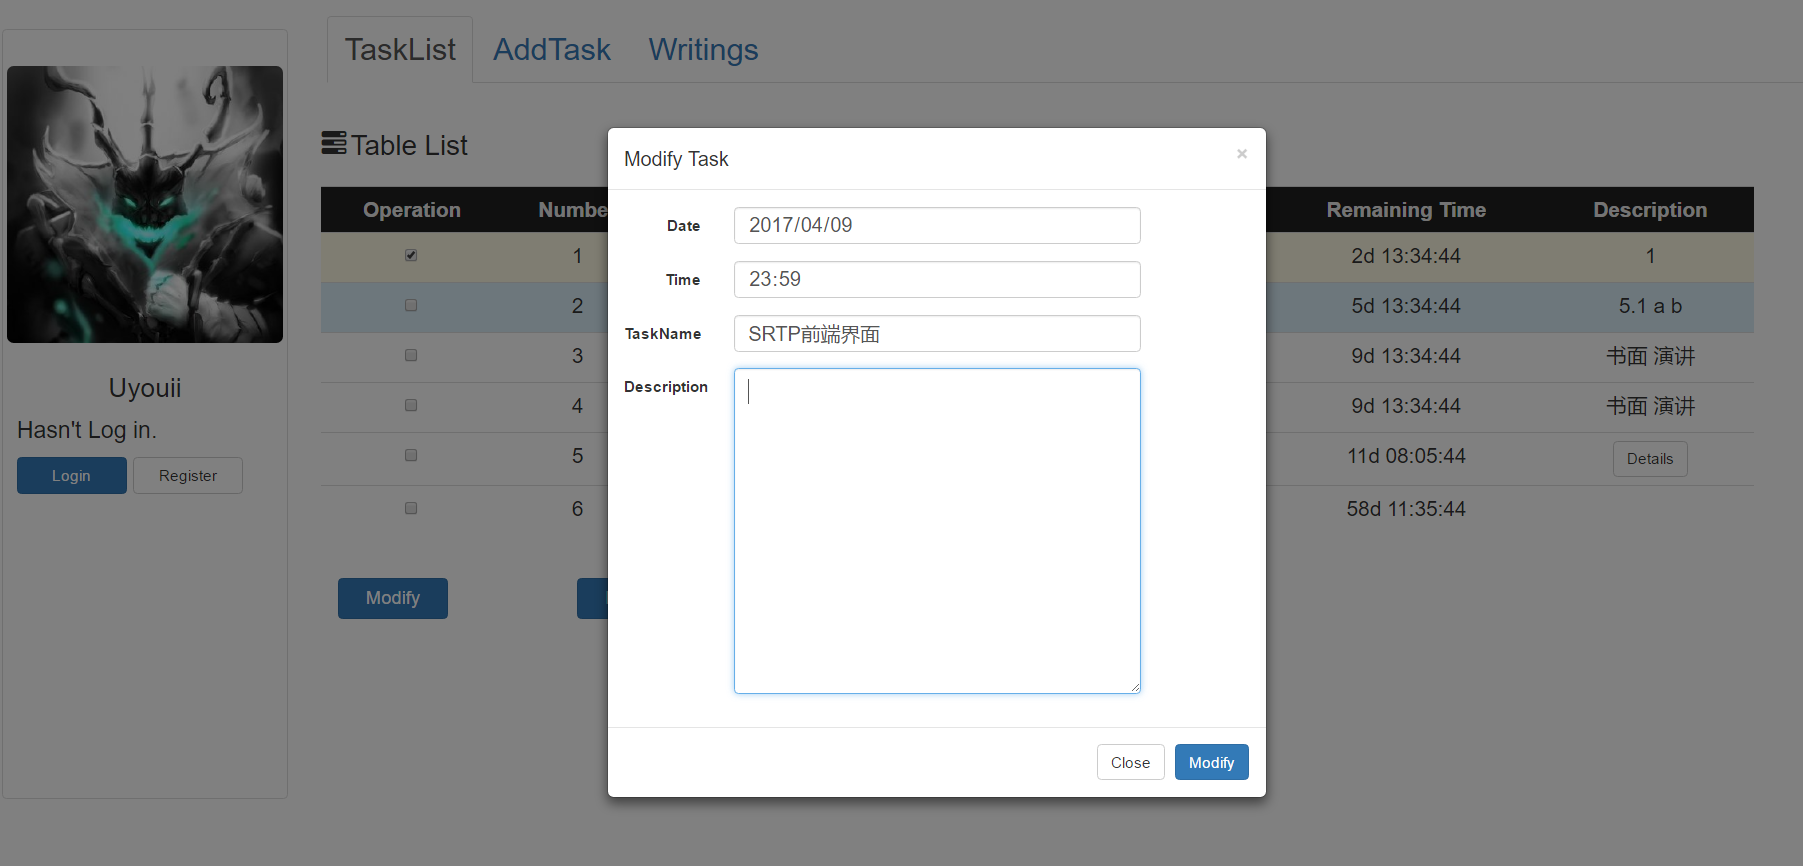 TaskList AddTask Writings
Table List
Operation Numbe Remaining Time Description
1 2d 13:34:44 1
2 5d 13:34:44 5.1 a b
3 9d 13:34:44 书面 演讲
4 9d 13:34:44 书面 演讲
5 11d 08:05:44 Details
6 58d 11:35:44
Modify
Uyouii
Hasn't Log in.
Login Register
Modify Task ×
Date 2017/04/09
Time 23:59
TaskName SRTP前端界面
Description
Close Modify